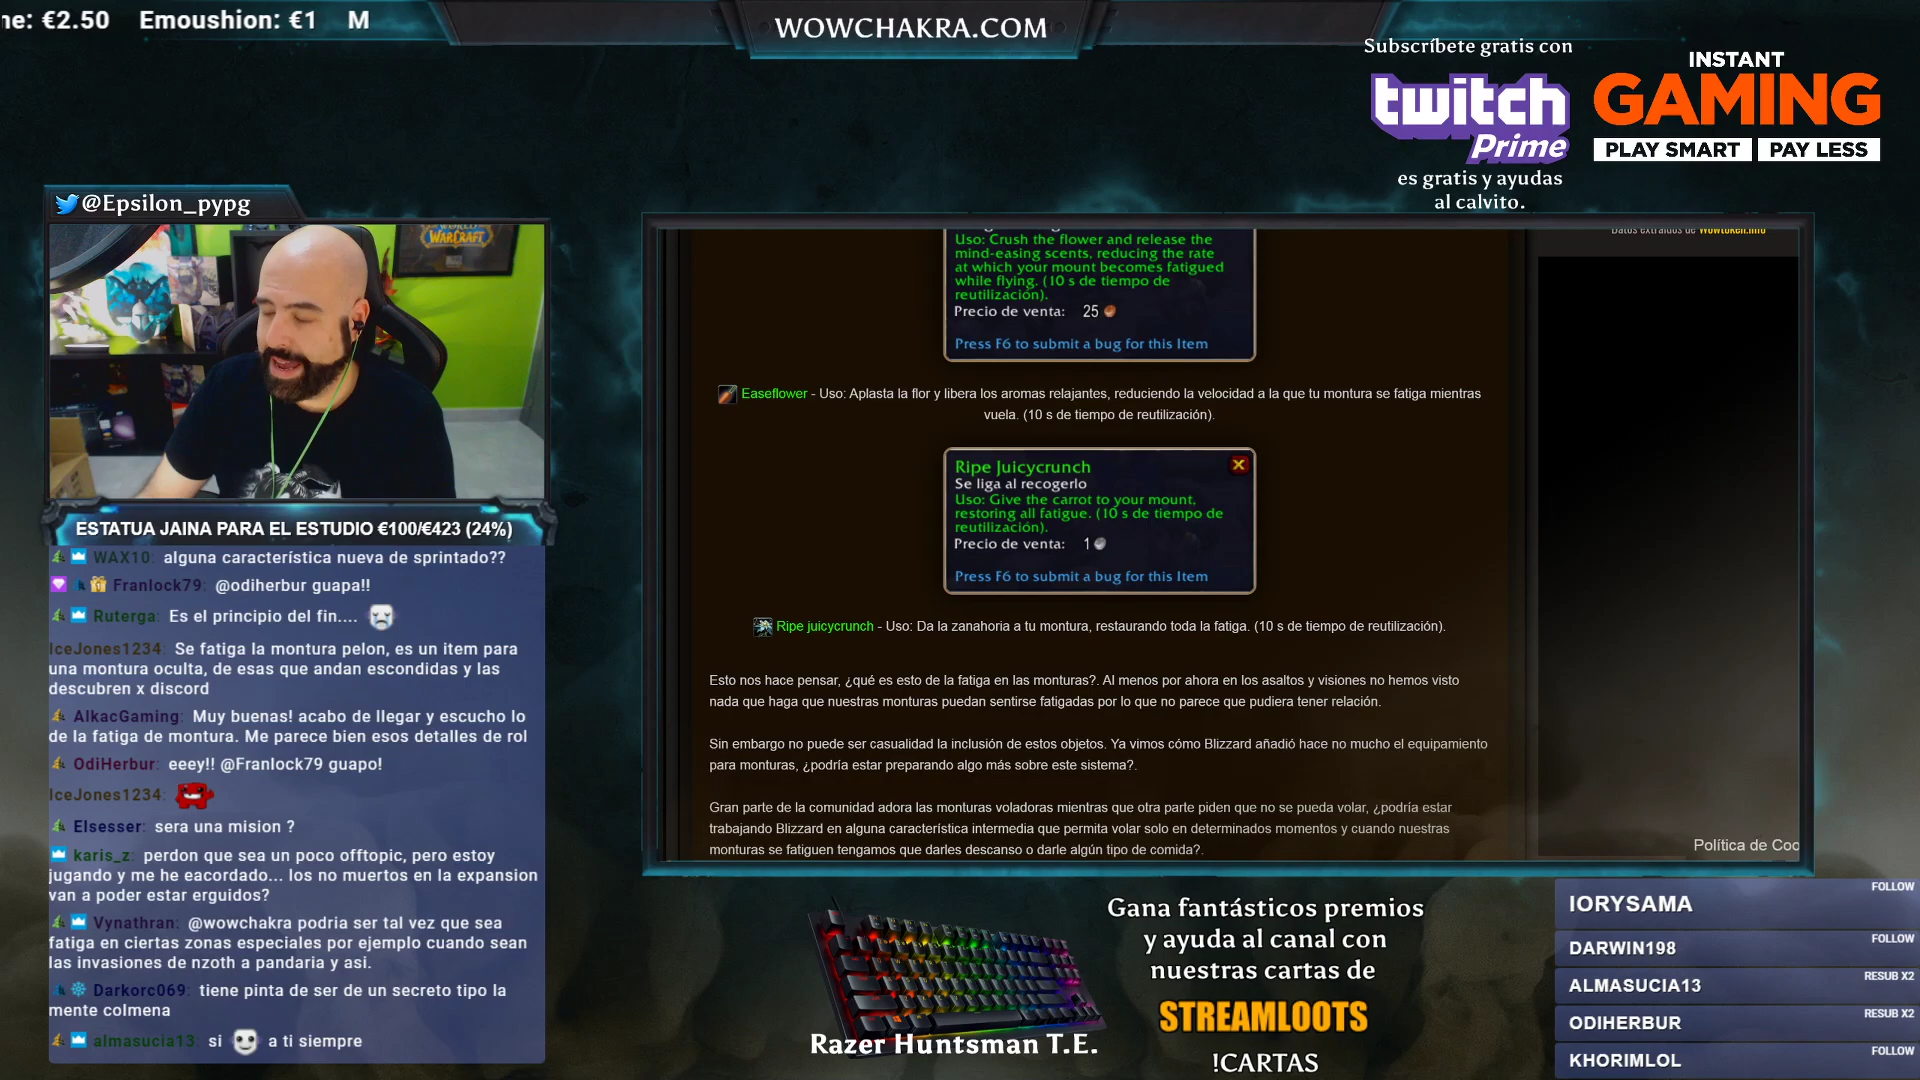 €2.50 Emoushion: €1 M
WOWCHAKRA.COM
Subscríbete gratis con
twitch
Prime
es gratis y ayudas
al calvito.
INSTANT
GAMING
PLAY SMART PAY LESS
@Epsilon_pypg
WORLD
WARCRAFT
ESTATUA JAINA PARA EL ESTUDIO €100/€423 (24%)
WAX10: alguna característica nueva de sprintado??
Franlock79: @odiherbur guapa!!
Ruterga: Es el principio del fin....
IceJones1234: Se fatiga la montura pelon, es un item para
una montura oculta, de esas que andan escondidas y las
descubren x discord
AlkacGaming: Muy buenas! acabo de llegar y escucho lo
de la fatiga de montura. Me parece bien esos detalles de rol
OdiHerbur: eeey!! @Franlock79 guapo!
IceJones1234:
Elsesser: sera una mision ?
karis_z: perdon que sea un poco offtopic, pero estoy
jugando y me he eacordado... los no muertos en la expansion
van a poder estar erguidos?
Vynathran: @wowchakra podria ser tal vez que sea
fatiga en ciertas zonas especiales por ejemplo cuando sean
las invasiones de nzoth a pandaria y asi.
Darkorc069: tiene pinta de ser de un secreto tipo la
mente colmena
almasucia13: si a ti siempre
Uso: Crush the flower and release the
mind-easing scents, reducing the rate
at which your mount becomes fatigued
while flying. (10 s de tiempo de
reutilización).
Precio de venta: 25
Press F6 to submit a bug for this Item
Easeflower - Uso: Aplasta la flor y libera los aromas relajantes, reduciendo la velocidad a la que tu montura se fatiga mientras
vuela. (10 s de tiempo de reutilización).
Ripe Juicycrunch
Se liga al recogerlo
Uso: Give the carrot to your mount,
restoring all fatigue. (10 s de tiempo de
reutilización).
Precio de venta: 1
Press F6 to submit a bug for this Item
Ripe juicycrunch - Uso: Da la zanahoria a tu montura, restaurando toda la fatiga. (10 s de tiempo de reutilización).
Esto nos hace pensar, ¿qué es esto de la fatiga en las monturas?. Al menos por ahora en los asaltos y visiones no hemos visto
nada que haga que nuestras monturas puedan sentirse fatigadas por lo que no parece que pudiera tener relación.
Sin embargo no puede ser casualidad la inclusión de estos objetos. Ya vimos cómo Blizzard añadió hace no mucho el equipamiento
para monturas, ¿podría estar preparando algo más sobre este sistema?.
Gran parte de la comunidad adora las monturas voladoras mientras que otra parte piden que no se pueda volar, ¿podría estar
trabajando Blizzard en alguna característica intermedia que permita volar solo en determinados momentos y cuando nuestras
monturas se fatiguen tengamos que darles descanso o darle algún tipo de comida?.
Datos extraídos de Wowtoken.info
Política de Coo
Razer Huntsman T.E.
Gana fantásticos premios
y ayuda al canal con
nuestras cartas de
STREAMLOOTS
!CARTAS
IORYSAMA FOLLOW
DARWIN198 FOLLOW
ALMASUCIA13 RESUB X2
ODIHERBUR RESUB X2
KHORIMLOL FOLLOW